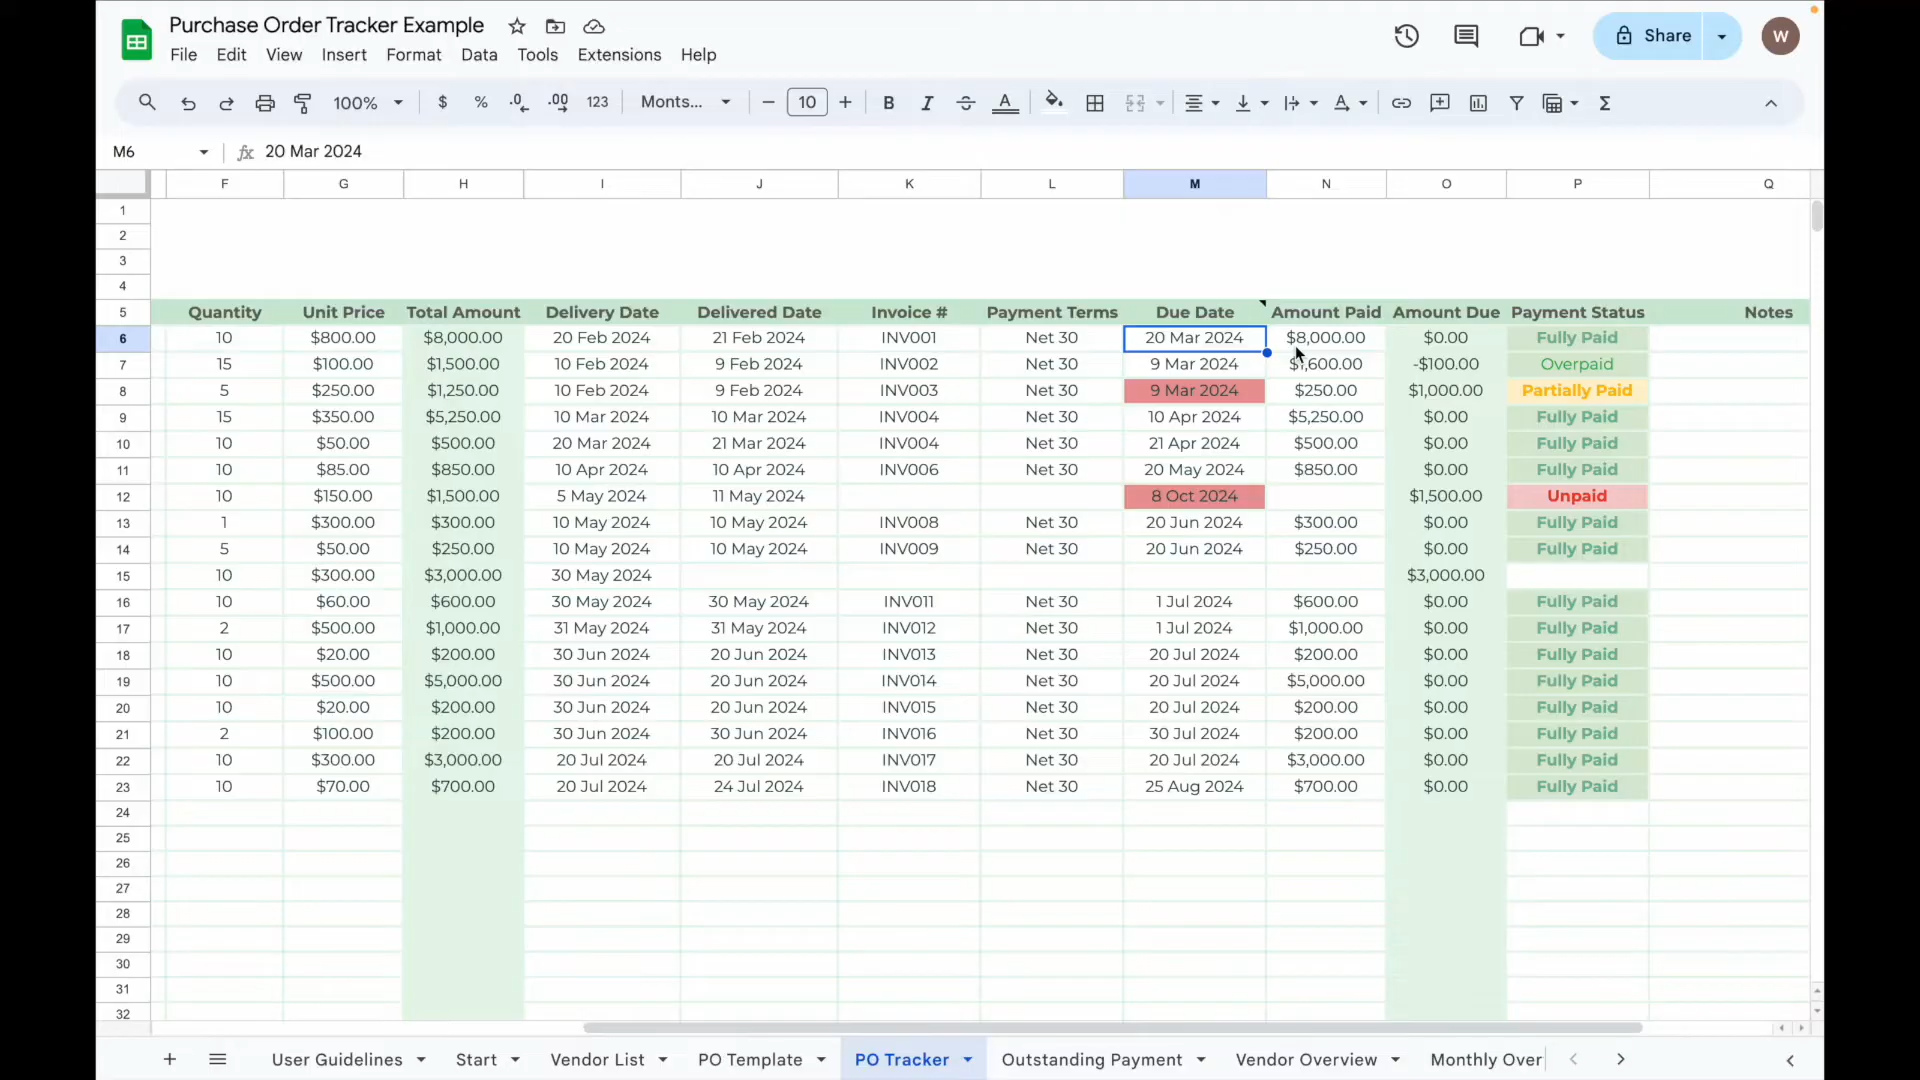 Purchase Order Tracker Example
File Edit View Insert Format Data Tools Extensions Help
Share
W
100% $ % .0 .00 123 Monts... 10 B I A
M6 fx 20 Mar 2024
F G H I J K L M N O P Q
1
2
3
4
5 Quantity Unit Price Total Amount Delivery Date Delivered Date Invoice # Payment Terms Due Date Amount Paid Amount Due Payment Status Notes
6 10 $800.00 $8,000.00 20 Feb 2024 21 Feb 2024 INV001 Net 30 20 Mar 2024 $8,000.00 $0.00 Fully Paid
7 15 $100.00 $1,500.00 10 Feb 2024 9 Feb 2024 INV002 Net 30 9 Mar 2024 $1,600.00 -$100.00 Overpaid
8 5 $250.00 $1,250.00 10 Feb 2024 9 Feb 2024 INV003 Net 30 9 Mar 2024 $250.00 $1,000.00 Partially Paid
9 15 $350.00 $5,250.00 10 Mar 2024 10 Mar 2024 INV004 Net 30 10 Apr 2024 $5,250.00 $0.00 Fully Paid
10 10 $50.00 $500.00 20 Mar 2024 21 Mar 2024 INV004 Net 30 21 Apr 2024 $500.00 $0.00 Fully Paid
11 10 $85.00 $850.00 10 Apr 2024 10 Apr 2024 INV006 Net 30 20 May 2024 $850.00 $0.00 Fully Paid
12 10 $150.00 $1,500.00 5 May 2024 11 May 2024 8 Oct 2024 $1,500.00 Unpaid
13 1 $300.00 $300.00 10 May 2024 10 May 2024 INV008 Net 30 20 Jun 2024 $300.00 $0.00 Fully Paid
14 5 $50.00 $250.00 10 May 2024 10 May 2024 INV009 Net 30 20 Jun 2024 $250.00 $0.00 Fully Paid
15 10 $300.00 $3,000.00 30 May 2024 $3,000.00
16 10 $60.00 $600.00 30 May 2024 30 May 2024 INV011 Net 30 1 Jul 2024 $600.00 $0.00 Fully Paid
17 2 $500.00 $1,000.00 31 May 2024 31 May 2024 INV012 Net 30 1 Jul 2024 $1,000.00 $0.00 Fully Paid
18 10 $20.00 $200.00 30 Jun 2024 20 Jun 2024 INV013 Net 30 20 Jul 2024 $200.00 $0.00 Fully Paid
19 10 $500.00 $5,000.00 30 Jun 2024 20 Jun 2024 INV014 Net 30 20 Jul 2024 $5,000.00 $0.00 Fully Paid
20 10 $20.00 $200.00 30 Jun 2024 20 Jun 2024 INV015 Net 30 20 Jul 2024 $200.00 $0.00 Fully Paid
21 2 $100.00 $200.00 30 Jun 2024 30 Jun 2024 INV016 Net 30 30 Jul 2024 $200.00 $0.00 Fully Paid
22 10 $300.00 $3,000.00 20 Jul 2024 20 Jul 2024 INV017 Net 30 20 Jul 2024 $3,000.00 $0.00 Fully Paid
23 10 $70.00 $700.00 20 Jul 2024 24 Jul 2024 INV018 Net 30 25 Aug 2024 $700.00 $0.00 Fully Paid
24
25
26
27
28
29
30
31
32
User Guidelines Start Vendor List PO Template PO Tracker Outstanding Payment Vendor Overview Monthly Over